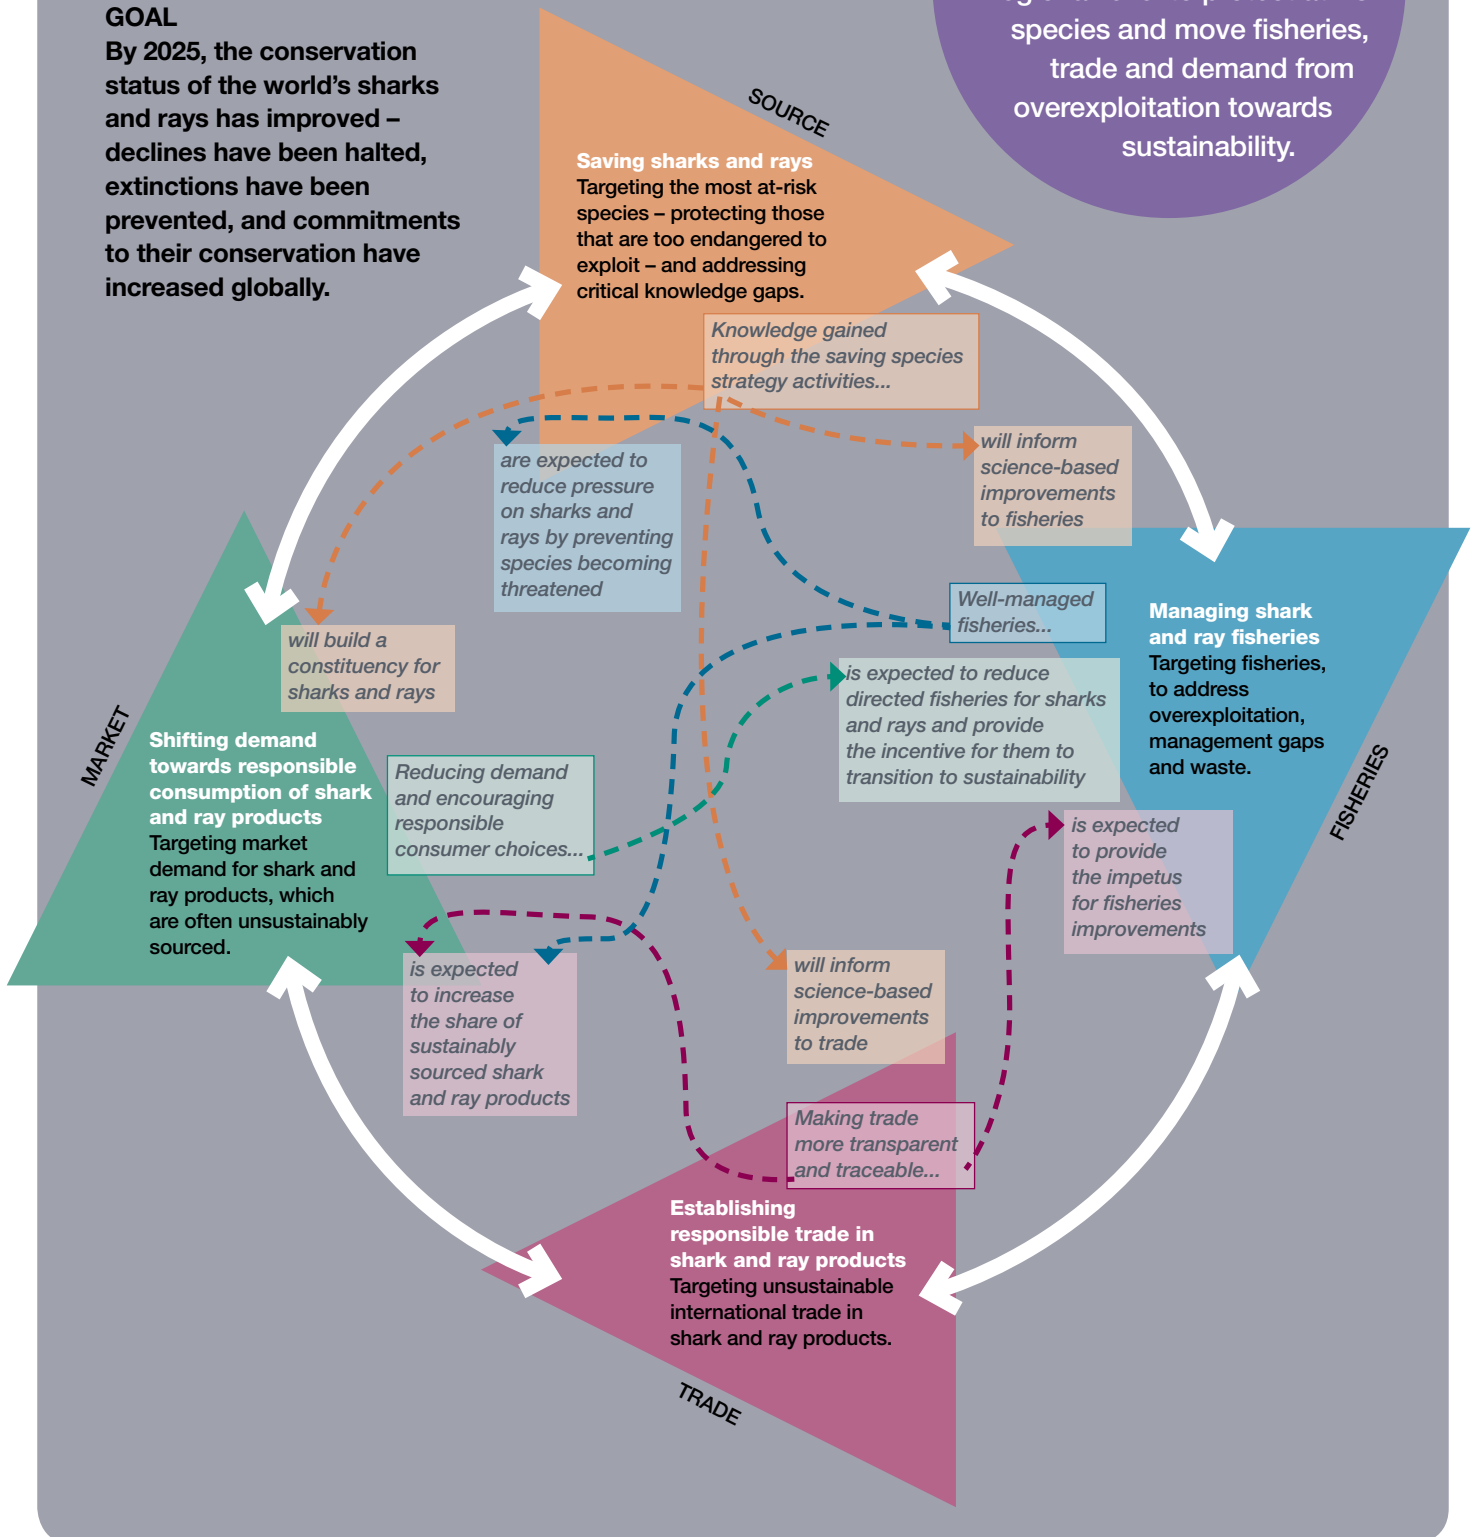 GOAL
By 2025, the conservation
status of the world's sharks
and rays has improved –
declines have been halted,
extinctions have been
prevented, and commitments
to their conservation have
increased globally.
species and move fisheries,
trade and demand from
overexploitation towards
sustainability.
SOURCE
Saving sharks and rays
Targeting the most at-risk
species – protecting those
that are too endangered to
exploit – and addressing
critical knowledge gaps.
Knowledge gained
through the saving species
strategy activities...
will inform
science-based
improvements
to fisheries
are expected to
reduce pressure
on sharks and
rays by preventing
species becoming
threatened
Well-managed
fisheries...
Managing shark
and ray fisheries
Targeting fisheries,
to address
overexploitation,
management gaps
and waste.
FISHERIES
will build a
constituency for
sharks and rays
is expected to reduce
directed fisheries for sharks
and rays and provide
the incentive for them to
transition to sustainability
MARKET
Shifting demand
towards responsible
consumption of shark
and ray products
Targeting market
demand for shark and
ray products, which
are often unsustainably
sourced.
Reducing demand
and encouraging
responsible
consumer choices...
is expected
to provide
the impetus
for fisheries
improvements
is expected
to increase
the share of
sustainably
sourced shark
and ray products
will inform
science-based
improvements
to trade
Making trade
more transparent
and traceable...
Establishing
responsible trade in
shark and ray products
Targeting unsustainable
international trade in
shark and ray products.
TRADE